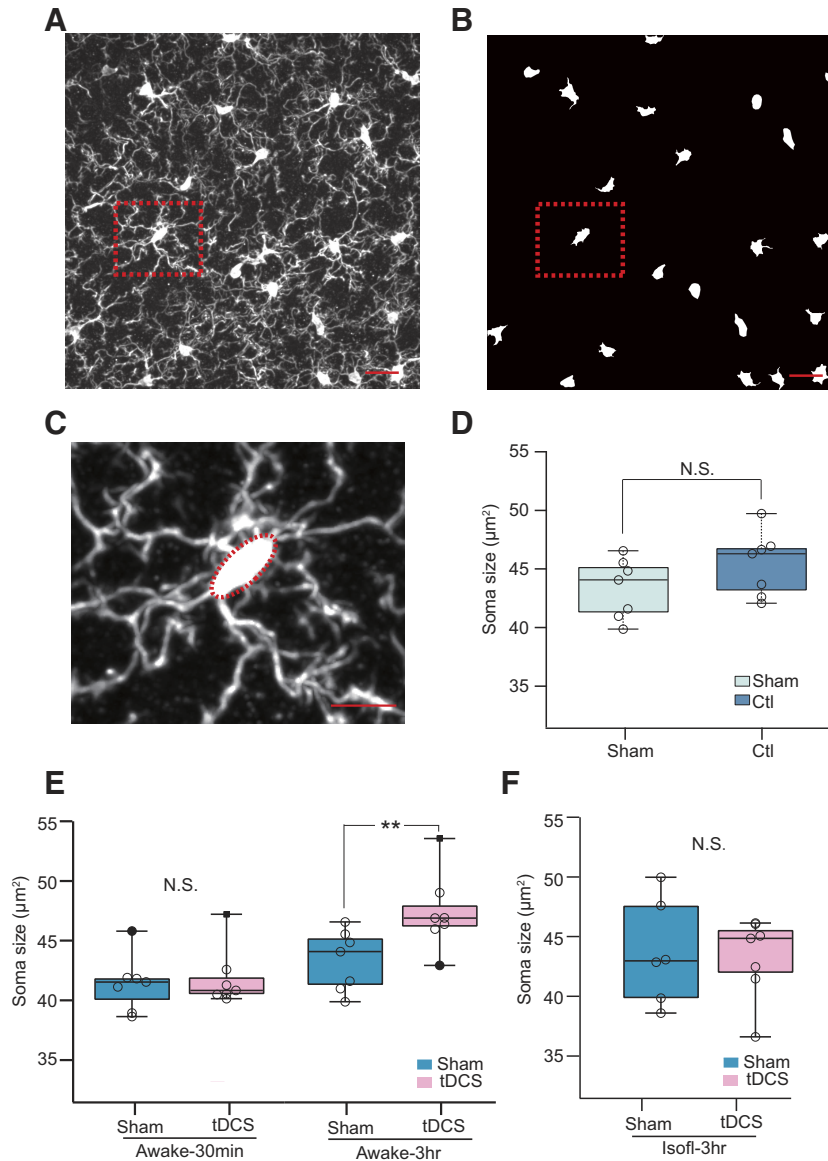 A
B
C
D
55
50
45
40
35
Soma size (µm²)
N.S.
Sham
Ctl
Sham
Ctl
E
55
50
45
40
35
Soma size (µm²)
N.S.
**
Sham
tDCS
Sham
tDCS
Sham
tDCS
Awake-30min
Awake-3hr
F
55
50
45
40
35
Soma size (µm²)
N.S.
Sham
tDCS
Sham
tDCS
Isofl-3hr